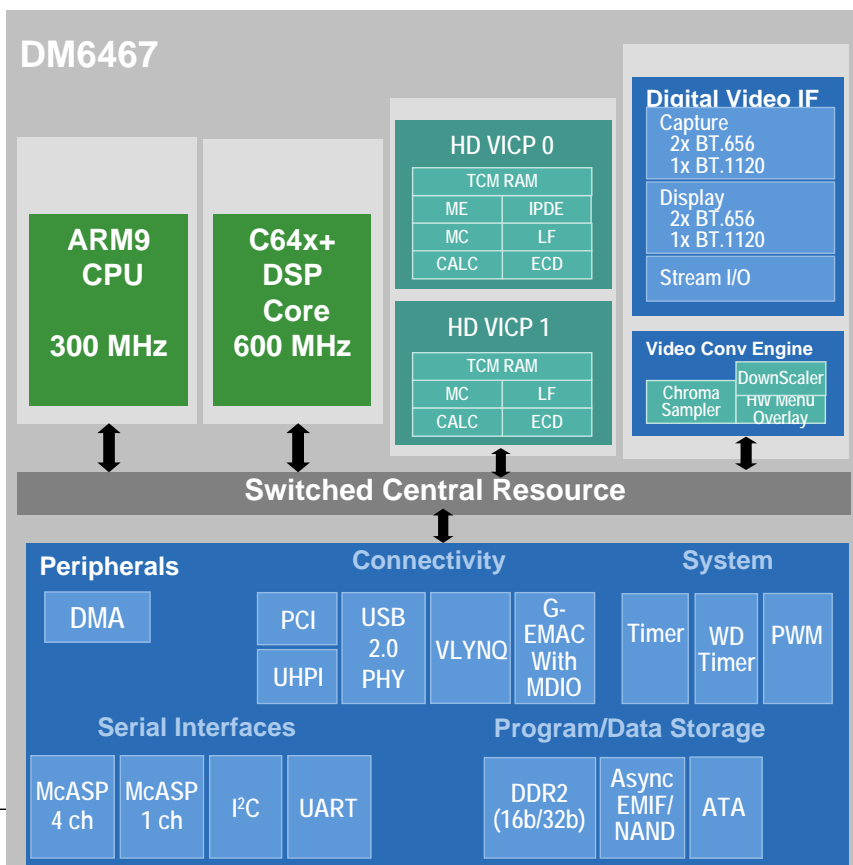 DM6467
ARM9
CPU
300 MHz
C64x+
DSP
Core
600 MHz
HD VICP 0
TCM RAM
ME
IPDE
MC
LF
CALC
ECD
HD VICP 1
TCM RAM
MC
LF
CALC
ECD
Digital Video IF
Capture
2x BT.656
1x BT.1120
Display
2x BT.656
1x BT.1120
Stream I/O
Video Conv Engine
DownScaler
Chroma
Sampler
HW Menu
Overlay
Switched Central Resource
Peripherals
DMA
Connectivity
PCI
UHPI
USB
2.0
PHY
VLYNQ
G-
EMAC
With
MDIO
System
Timer
WD
Timer
PWM
Serial Interfaces
McASP
4 ch
McASP
1 ch
I²C
UART
Program/Data Storage
DDR2
(16b/32b)
Async
EMIF/
NAND
ATA